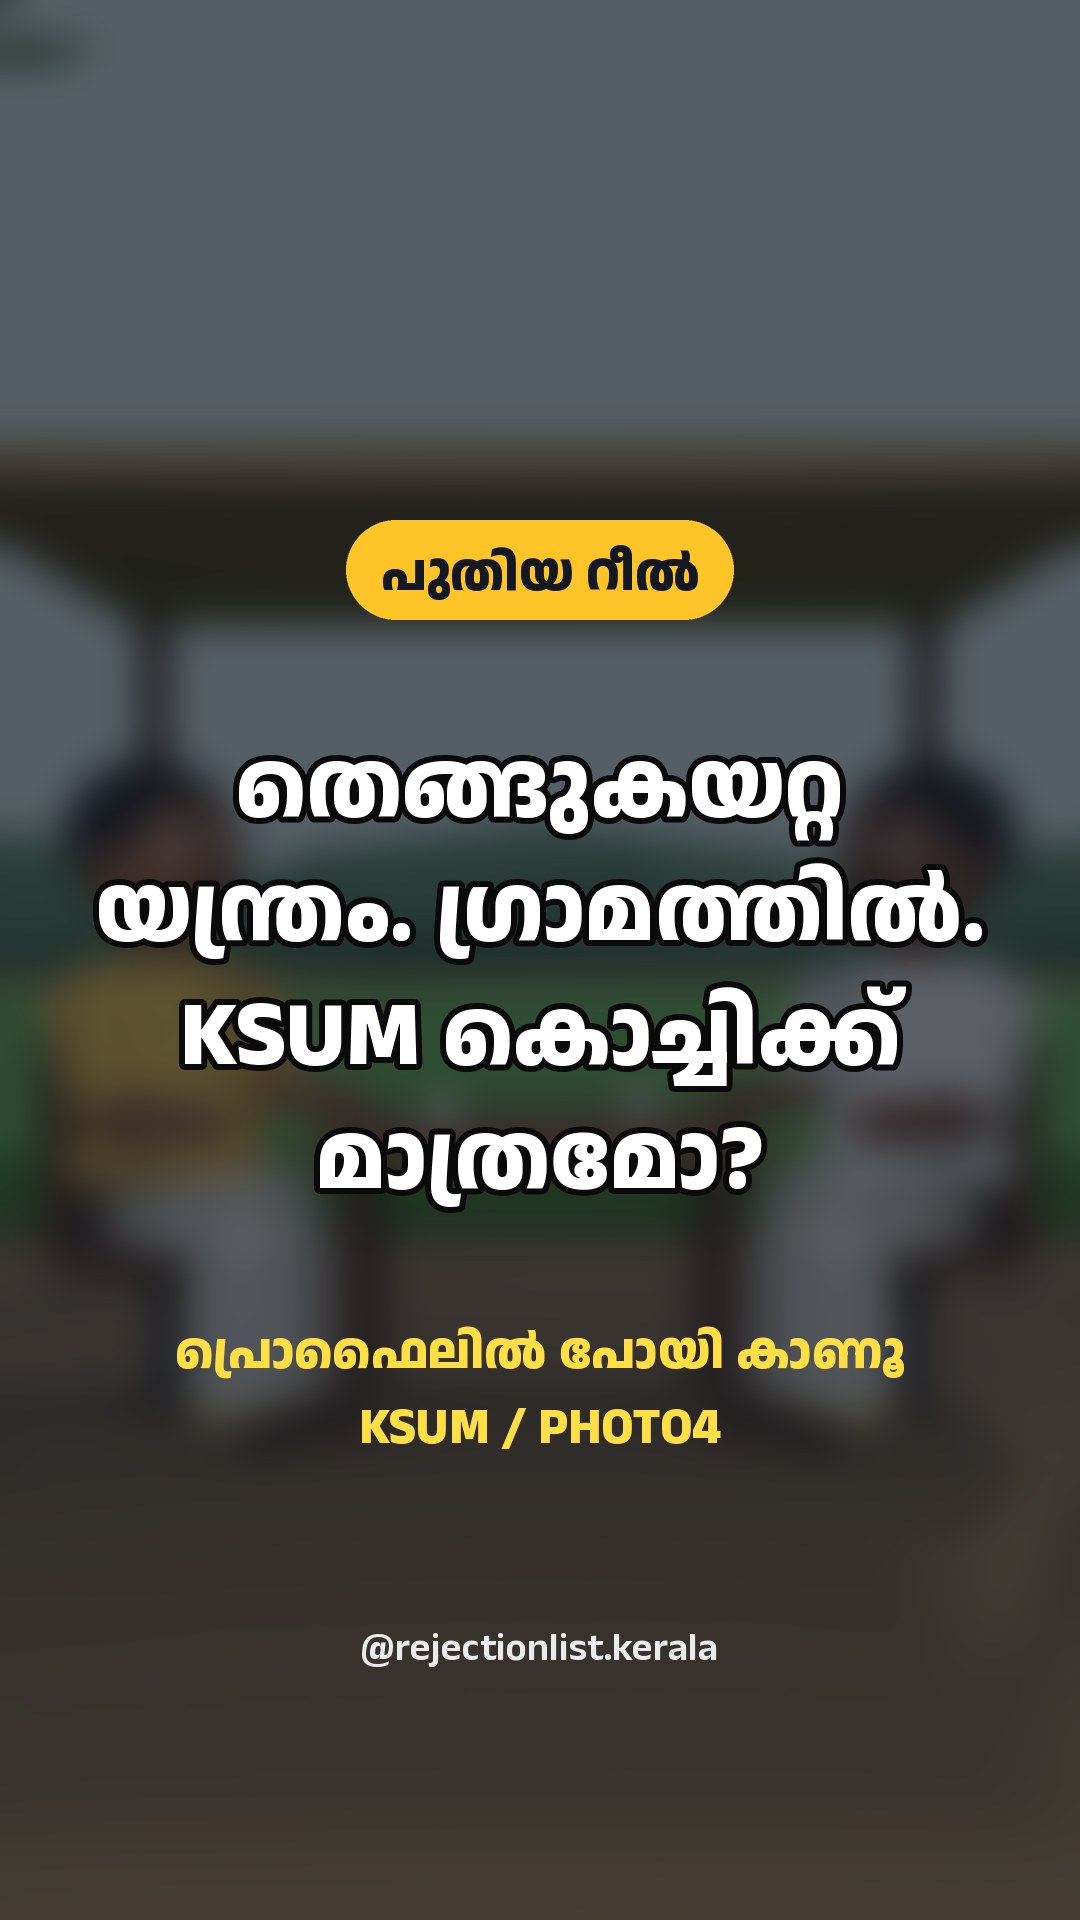 പുതിയ റീൽ
തെങ്ങുകയറ്റ
യന്ത്രം. ഗ്രാമത്തിൽ.
KSUM കൊച്ചിക്ക്
മാത്രമോ?
പ്രൊഫൈലിൽ പോയി കാണൂ
KSUM / PHOTO4
@rejectionlist.kerala